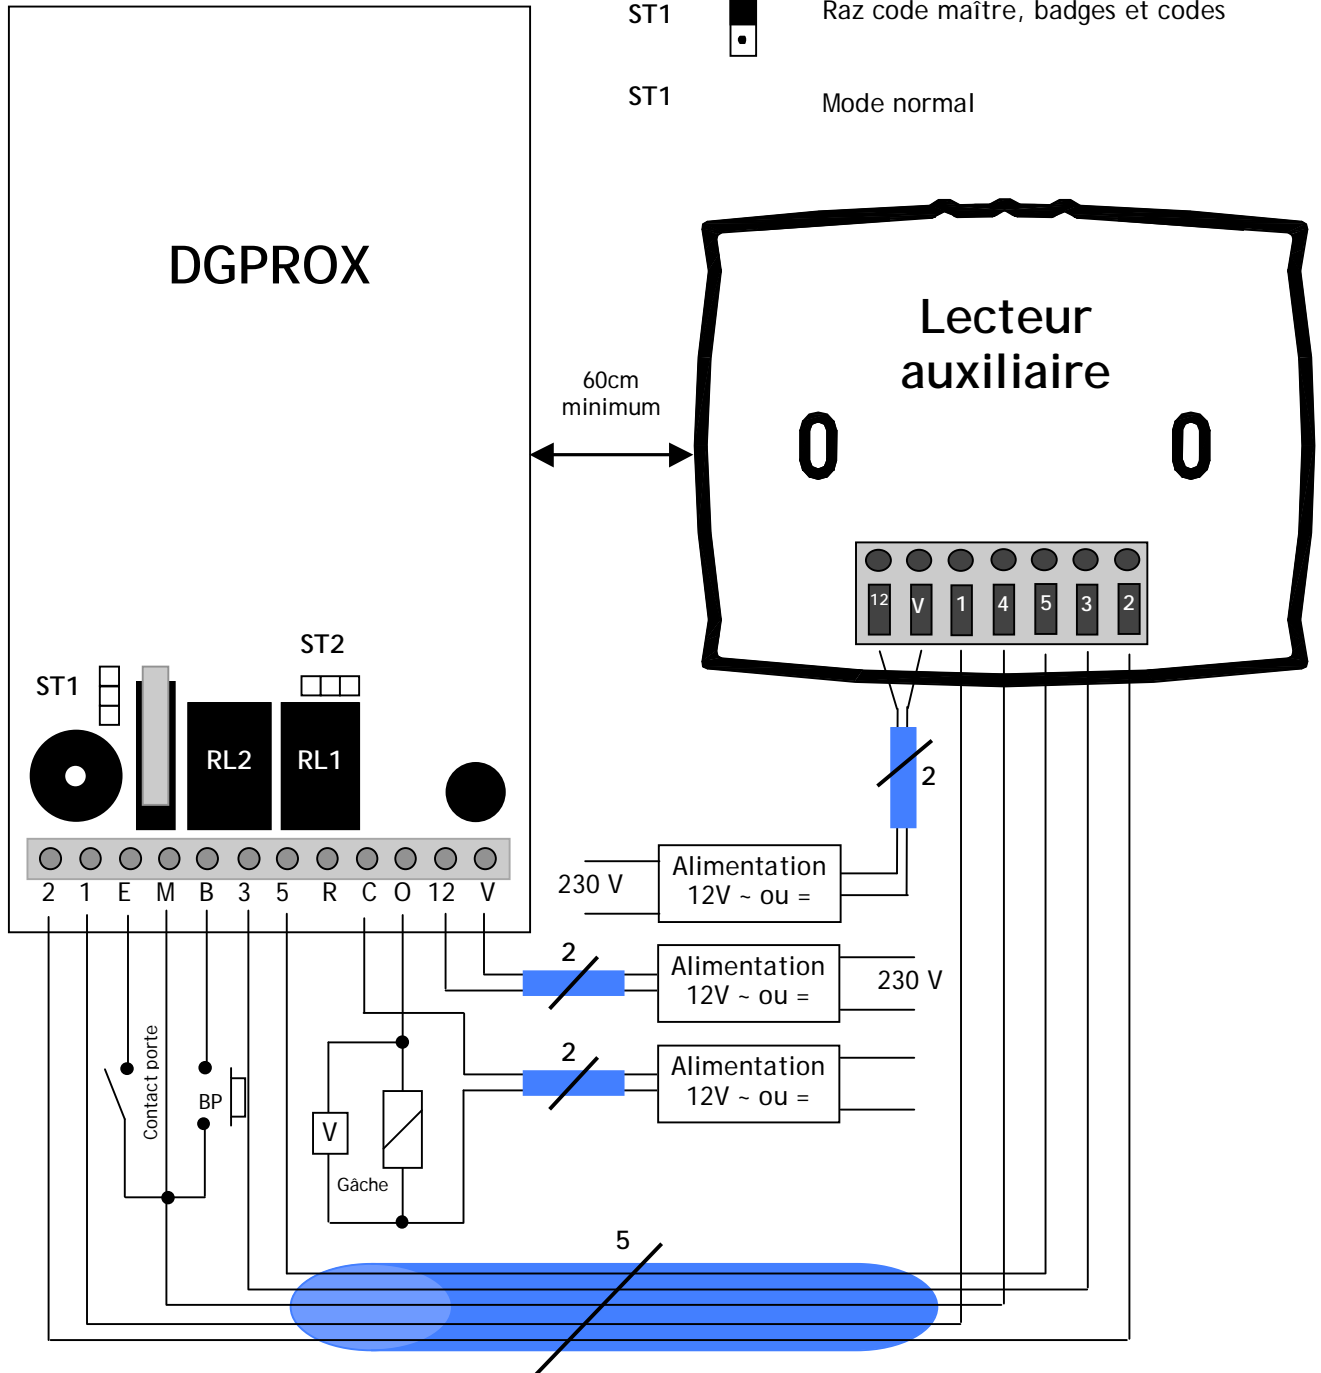 ST1
Raz code maître, badges et codes
ST1
Mode normal
DGPROX
Lecteur
auxiliaire
60cm
minimum
12 V 1 4 5 3 2
ST2
ST1
RL2 RL1
2
2 1 E M B 3 5 R C O 12 V
230 V
Alimentation
12V ~ ou =
2
Alimentation
12V ~ ou =
230 V
2
Alimentation
12V ~ ou =
Contact porte
BP
V
Gâche
5